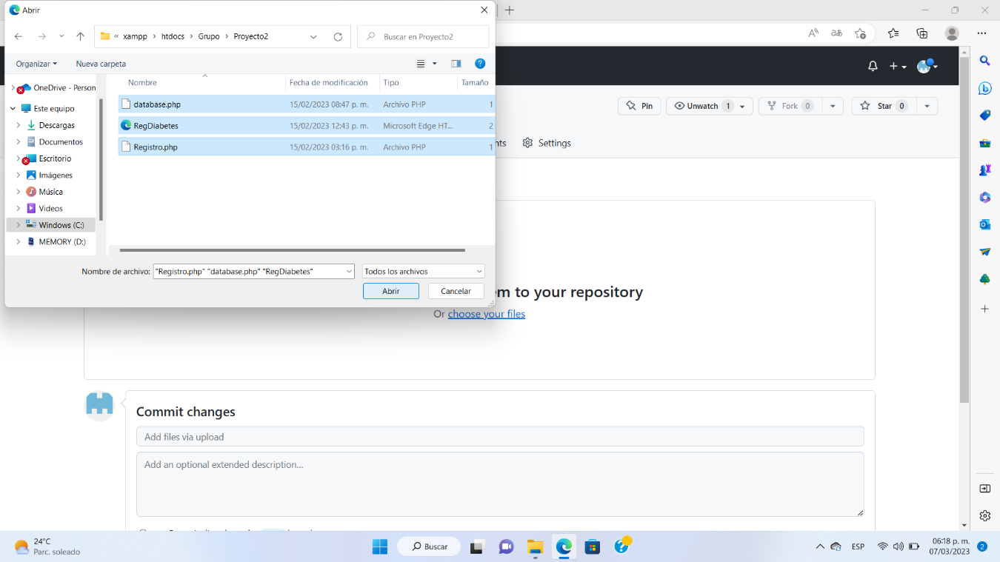 Abrir
« xampp › htdocs › Grupo › Proyecto2
Buscar en Proyecto2
Organizar
Nueva carpeta
Nombre
Fecha de modificación
Tipo
Tamaño
OneDrive - Person
Este equipo
Descargas
Documentos
Escritorio
Imágenes
Música
Videos
Windows (C:)
MEMORY (D:)
database.php 15/02/2023 08:47 p. m. Archivo PHP 1
RegDiabetes 15/02/2023 12:43 p. m. Microsoft Edge HT... 2
Registro.php 15/02/2023 03:16 p. m. Archivo PHP 1
Nombre de archivo: "Registro.php" "database.php" "RegDiabetes"
Todos los archivos
Abrir
Cancelar
Pin
Unwatch 1
Fork 0
Star 0
nts
Settings
em to your repository
Or choose your files
Commit changes
Add files via upload
Add an optional extended description...
24°C
Parc. soleado
Buscar
ESP
06:18 p. m.
07/03/2023
2